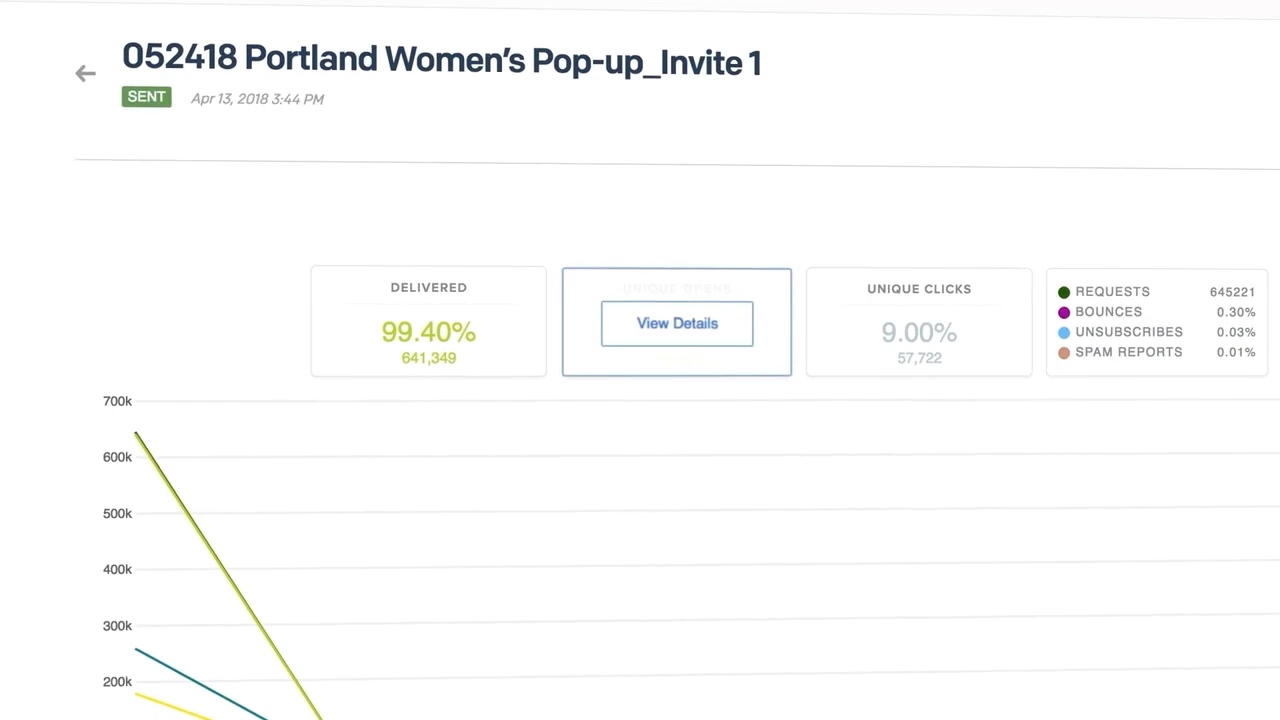 052418 Portland Women's Pop-up_Invite 1
SENT Apr 13, 2018 3:44 PM
DELIVERED
99.40%
641,349
UNIQUE OPENS
View Details
UNIQUE CLICKS
9.00%
57,722
REQUESTS 645221
BOUNCES 0.30%
UNSUBSCRIBES 0.03%
SPAM REPORTS 0.01%
700k
600k
500k
400k
300k
200k